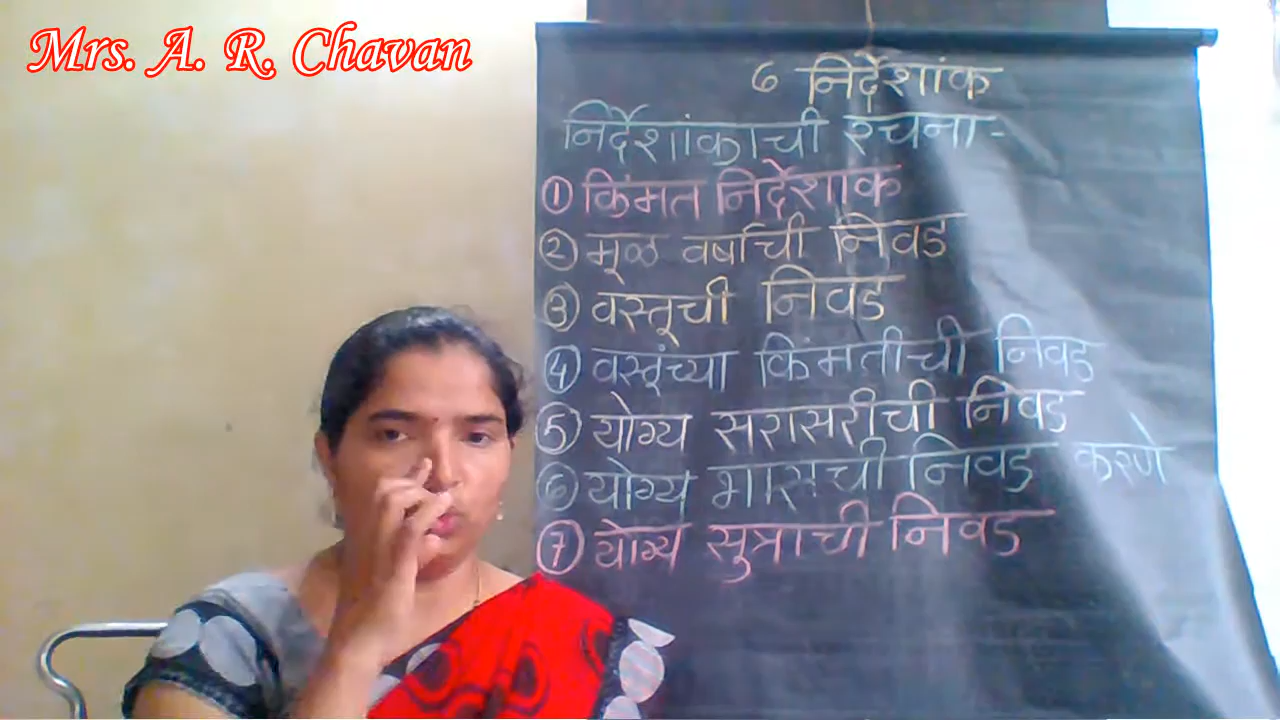 Mrs. A. R. Chavan
६ निर्देशांक
निर्देशांकाची रचना -
① किंमत निर्देशाक
② मूळ वर्षाची निवड
③ वस्तूची निवड
④ वस्तूंच्या किंमतीची निवड
⑤ योग्य सरासरीची निवड
⑥ योग्य भाराची निवड करणे
⑦ योग्य सुत्राची निवड